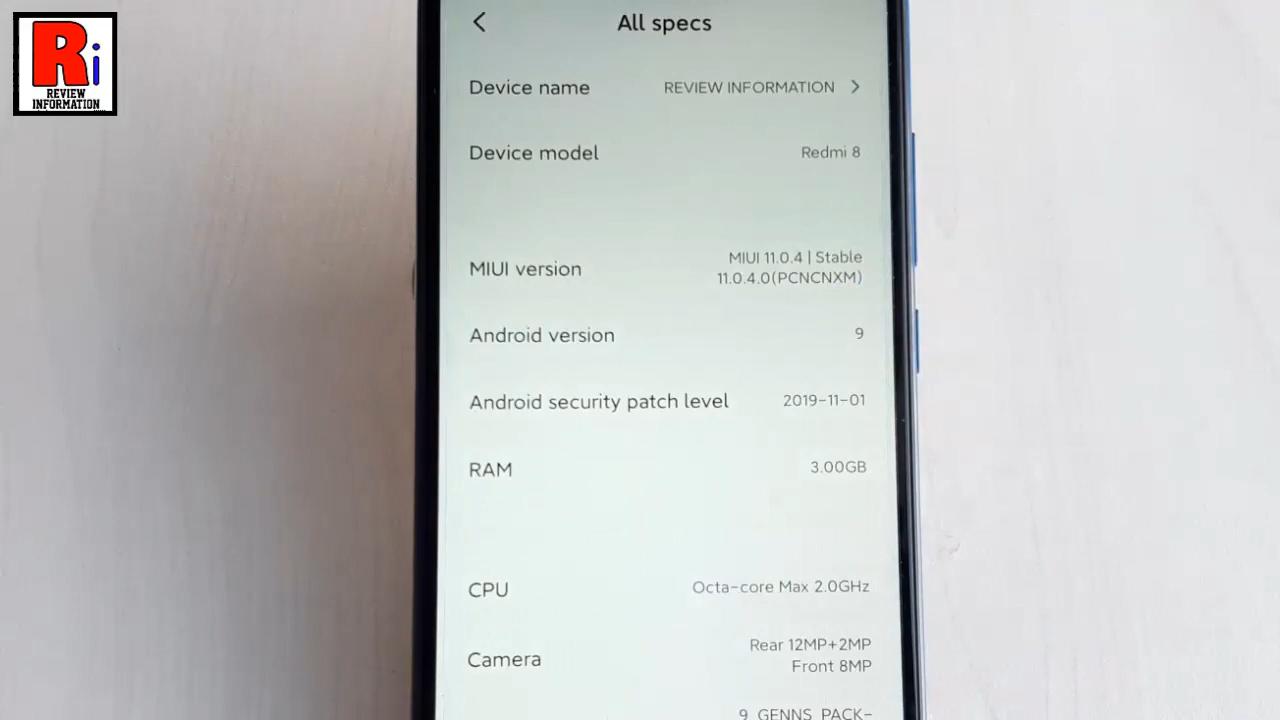 Ri
REVIEW
INFORMATION
All specs
Device name REVIEW INFORMATION
Device model Redmi 8
MIUI version MIUI 11.0.4 | Stable
11.0.4.0(PCNCNXM)
Android version 9
Android security patch level 2019-11-01
RAM 3.00GB
CPU Octa-core Max 2.0GHz
Camera Rear 12MP+2MP
Front 8MP
9_GENNS_PACK-